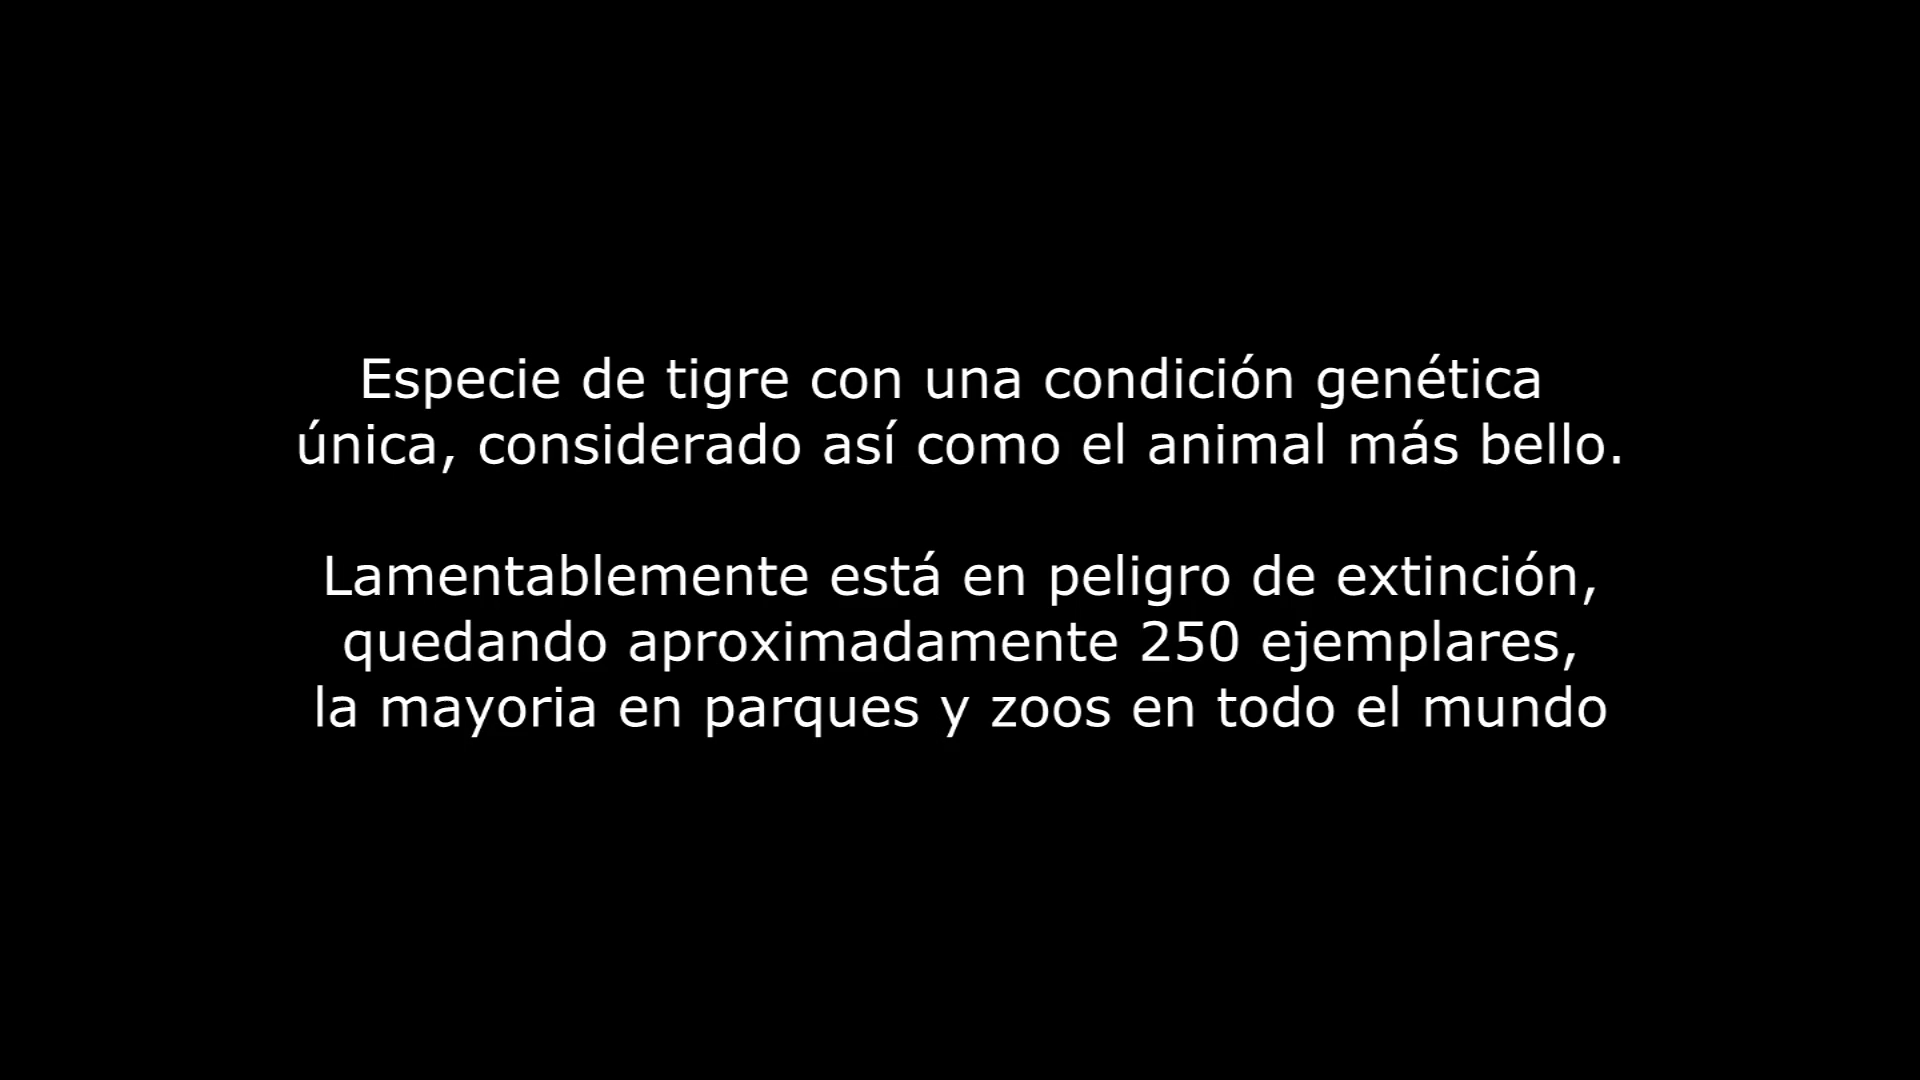 Especie de tigre con una condición genética
única, considerado así como el animal más bello.
Lamentablemente está en peligro de extinción,
quedando aproximadamente 250 ejemplares,
la mayoria en parques y zoos en todo el mundo